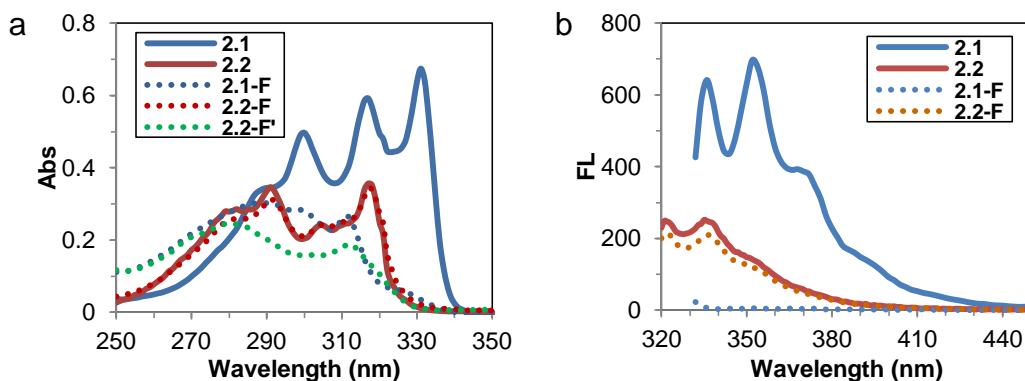 a
0.8
0.6
0.4
0.2
0
Abs
2.1
2.2
2.1-F
2.2-F
2.2-F'
250 270 290 310 330 350
Wavelength (nm)
b
800
600
400
200
0
FL
2.1
2.2
2.1-F
2.2-F
320 350 380 410 440
Wavelength (nm)